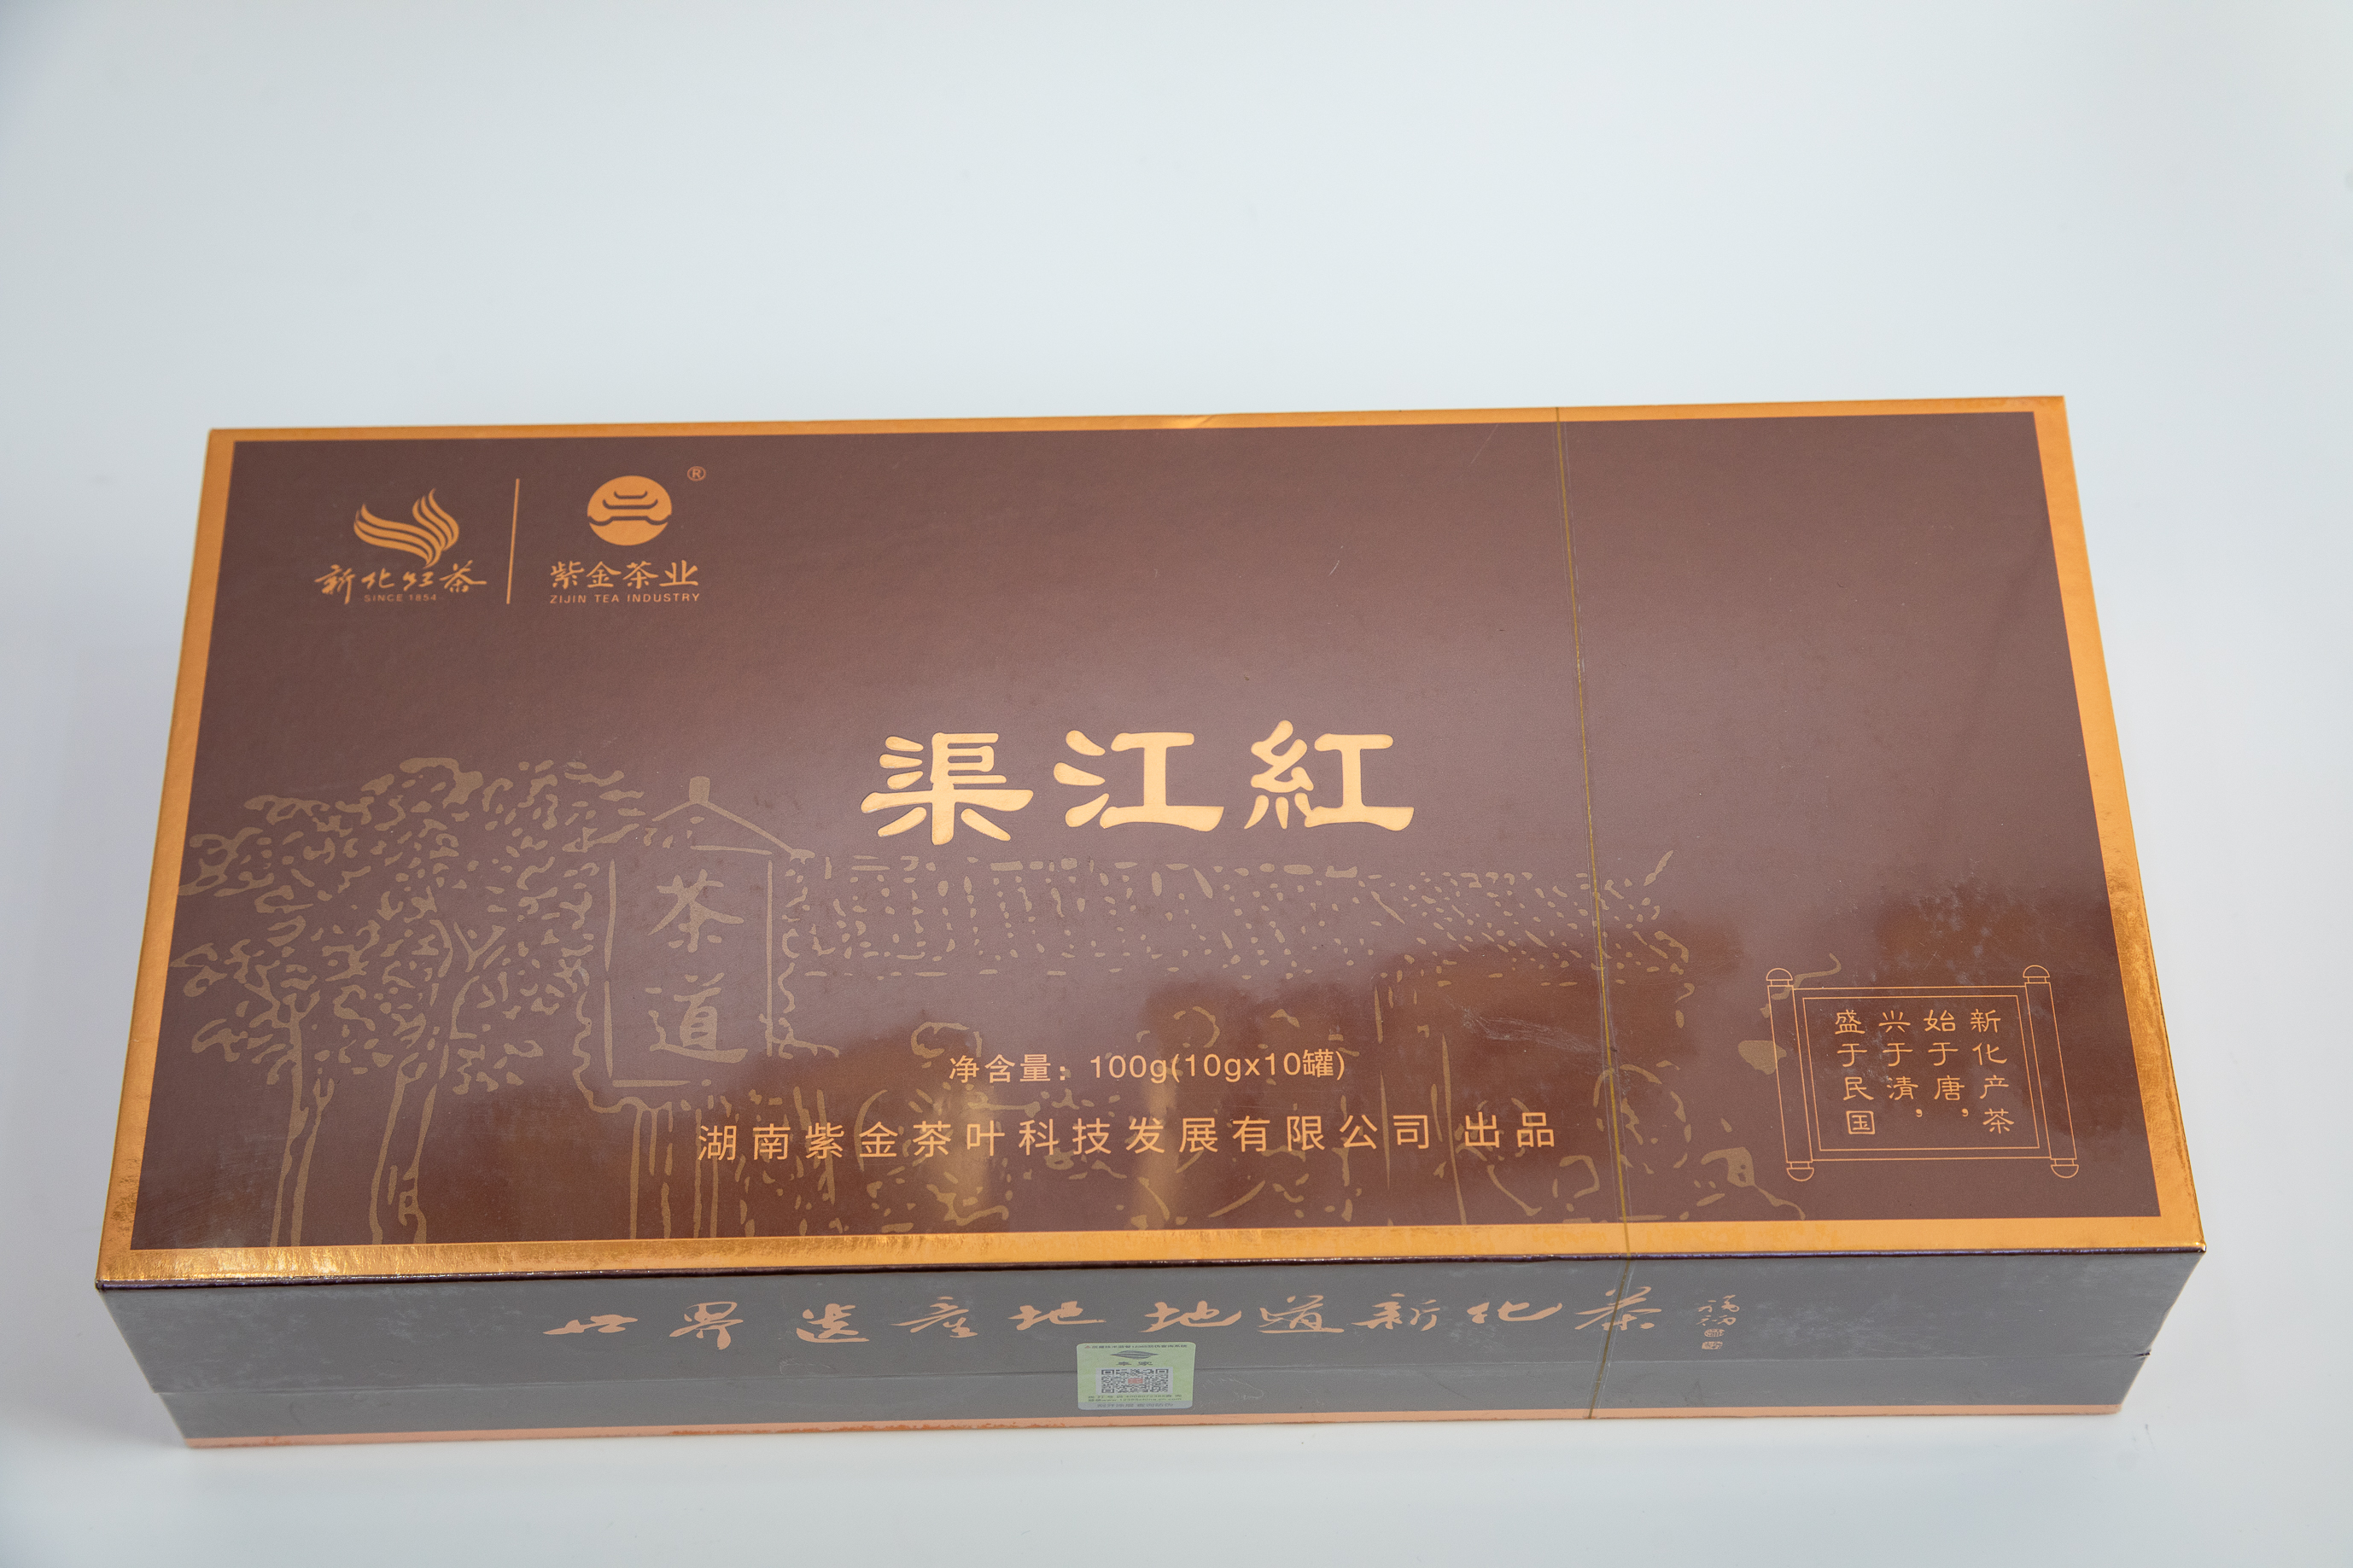 新化红茶
SINCE 1854
紫金茶业
ZIJIN TEA INDUSTRY
®
渠江紅
茶道
净含量：100g(10gx10罐)
湖南紫金茶叶科技发展有限公司 出品
新化产茶
始于唐，
兴于清，
盛于民国
世界遗産地地道新化茶